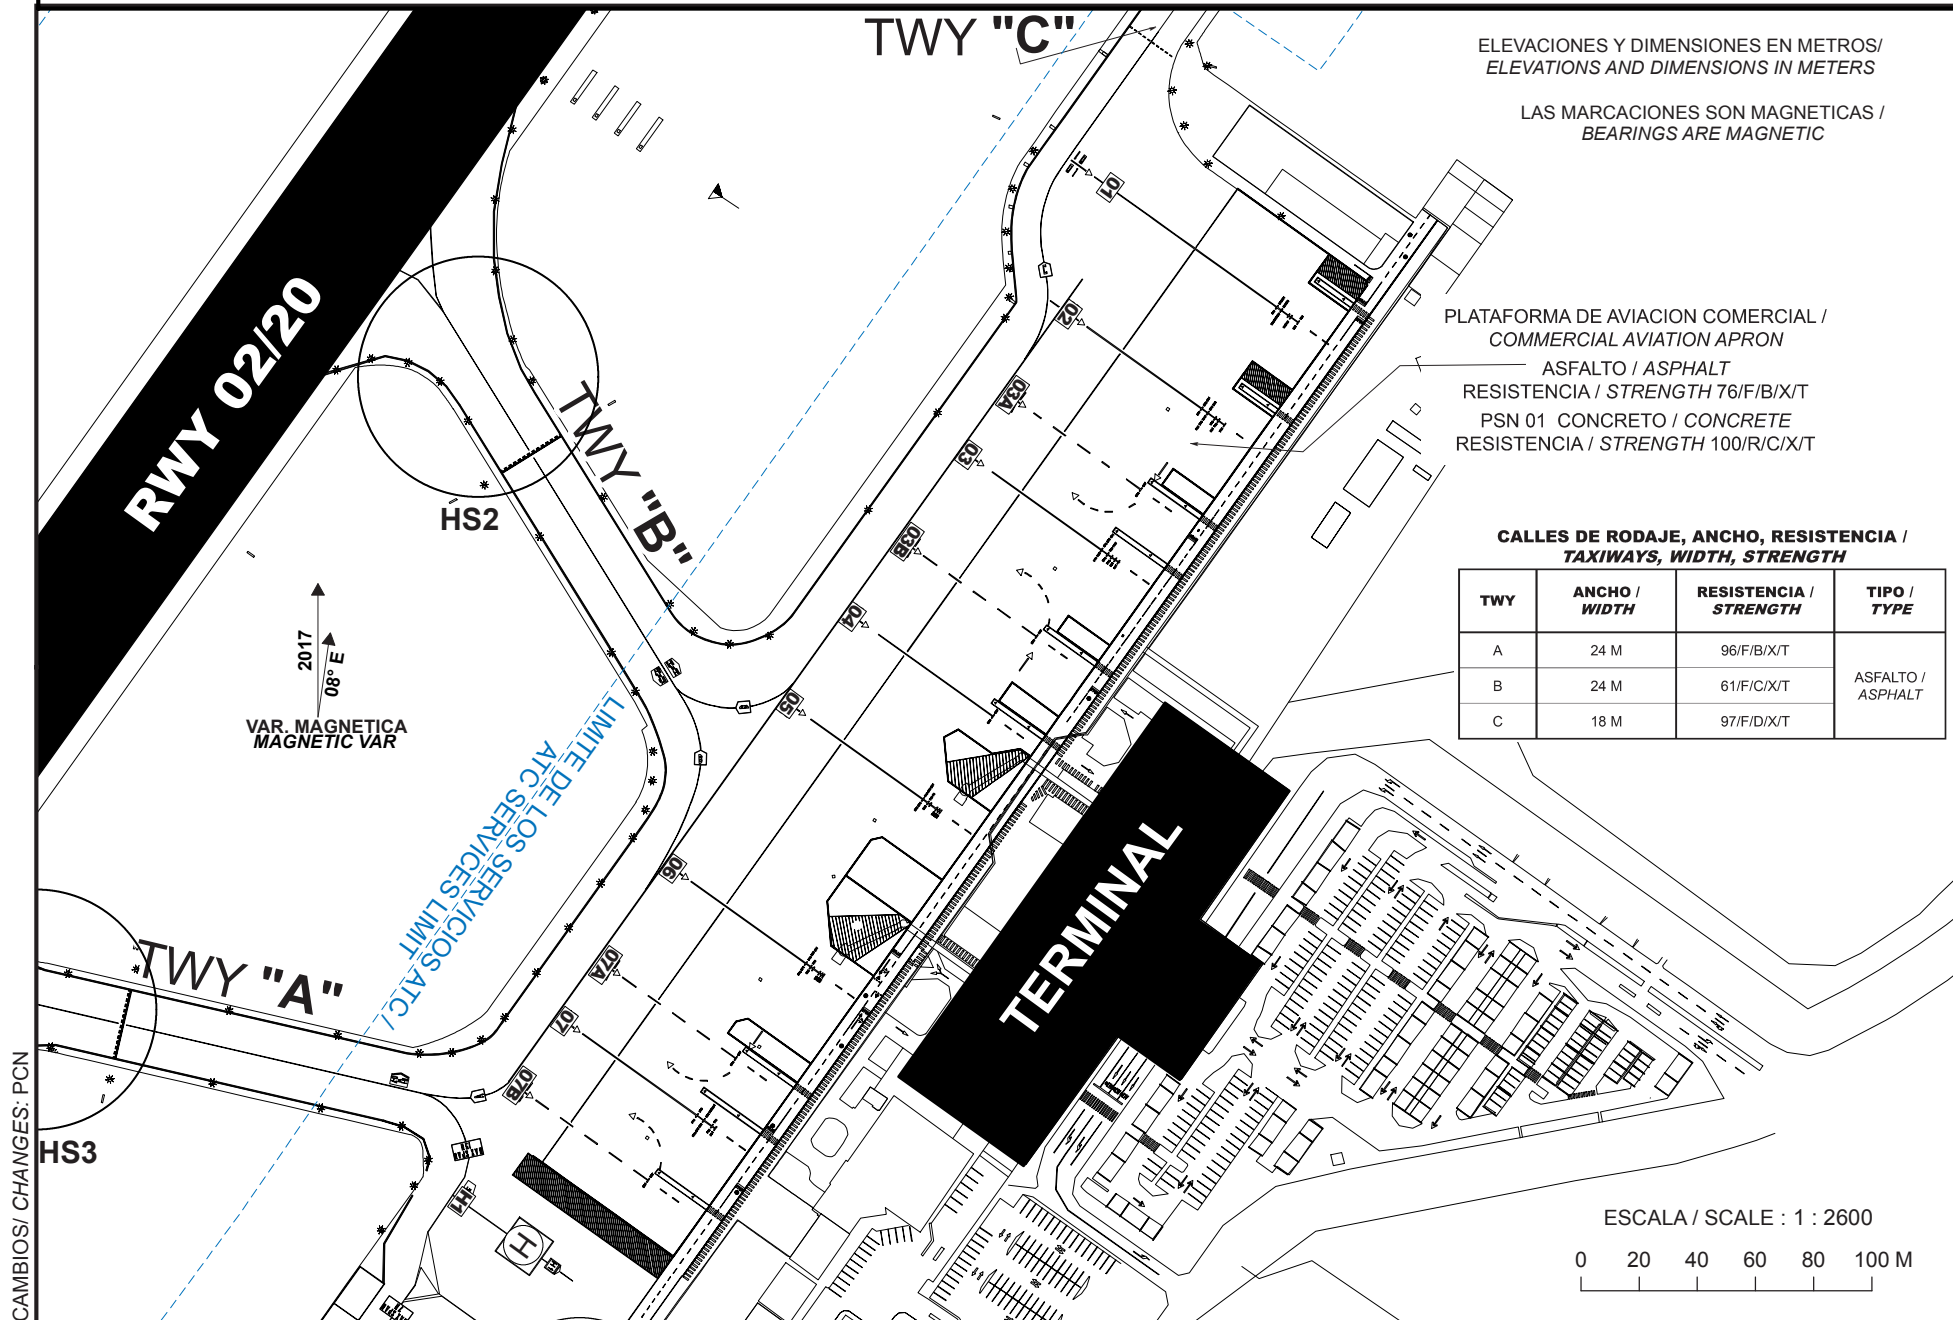 TWY "C"
ELEVACIONES Y DIMENSIONES EN METROS/
ELEVATIONS AND DIMENSIONS IN METERS
LAS MARCACIONES SON MAGNETICAS /
BEARINGS ARE MAGNETIC
01
02
03A
03
03B
04
05
06
07A
07
07B
H1
H
RWY 02/20
HS2
TWY "B"
PLATAFORMA DE AVIACION COMERCIAL /
COMMERCIAL AVIATION APRON
ASFALTO / ASPHALT
RESISTENCIA / STRENGTH 76/F/B/X/T
PSN 01 CONCRETO / CONCRETE
RESISTENCIA / STRENGTH 100/R/C/X/T
CALLES DE RODAJE, ANCHO, RESISTENCIA /
TAXIWAYS, WIDTH, STRENGTH
TWY ANCHO / WIDTH RESISTENCIA / STRENGTH TIPO / TYPE
A 24 M 96/F/B/X/T
B 24 M 61/F/C/X/T
C 18 M 97/F/D/X/T
ASFALTO /
ASPHALT
2017
08° E
VAR. MAGNETICA
MAGNETIC VAR
LIMITE DE LOS SERVICIOS ATC /
ATC SERVICES LIMIT
TERMINAL
TWY "A"
HS3
CAMBIOS/ CHANGES: PCN
ESCALA / SCALE : 1 : 2600
0 20 40 60 80 100 M